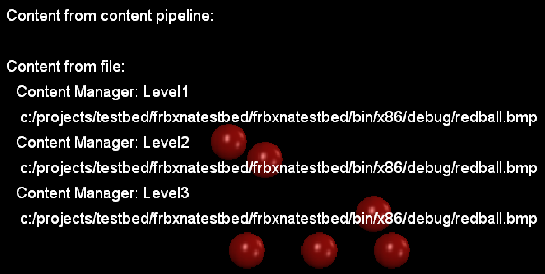 Content from content pipeline:
Content from file:
Content Manager: Level1
c:/projects/testbed/frbxnatestbed/frbxnatestbed/bin/x86/debug/redball.bmp
Content Manager: Level2
c:/projects/testbed/frbxnatestbed/frbxnatestbed/bin/x86/debug/redball.bmp
Content Manager: Level3
c:/projects/testbed/frbxnatestbed/frbxnatestbed/bin/x86/debug/redball.bmp